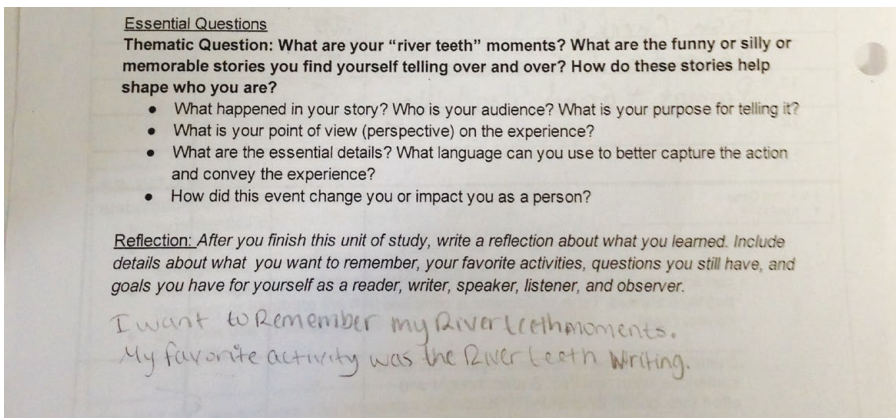 Essential Questions
Thematic Question: What are your “river teeth” moments? What are the funny or silly or
memorable stories you find yourself telling over and over? How do these stories help
shape who you are?
• What happened in your story? Who is your audience? What is your purpose for telling it?
• What is your point of view (perspective) on the experience?
• What are the essential details? What language can you use to better capture the action
and convey the experience?
• How did this event change you or impact you as a person?
Reflection: After you finish this unit of study, write a reflection about what you learned. Include
details about what you want to remember, your favorite activities, questions you still have, and
goals you have for yourself as a reader, writer, speaker, listener, and observer.
I want to Remember my River teeth moments.
My favorite activity was the River teeth Writing.